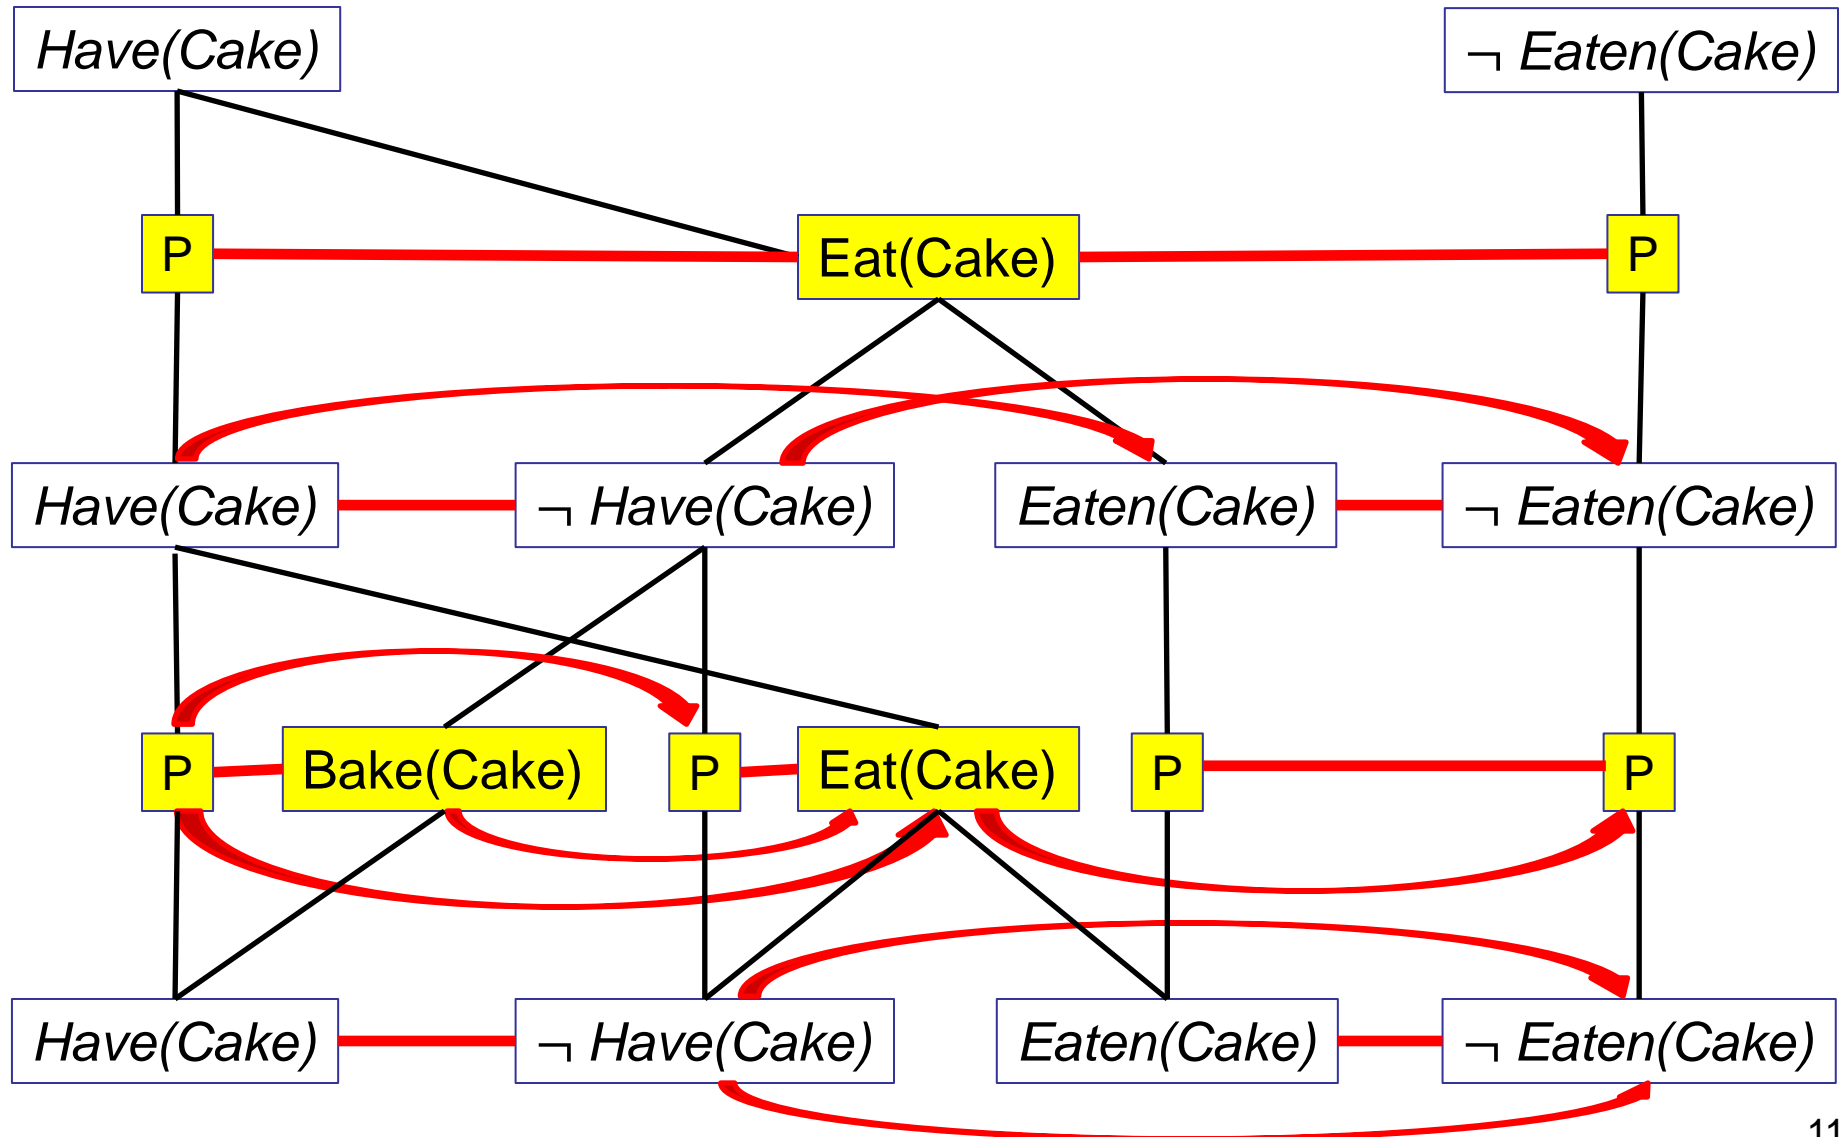 Have(Cake)
¬ Eaten(Cake)
P
Eat(Cake)
P
Have(Cake)
¬ Have(Cake)
Eaten(Cake)
¬ Eaten(Cake)
P
Bake(Cake)
P
Eat(Cake)
P
P
Have(Cake)
¬ Have(Cake)
Eaten(Cake)
¬ Eaten(Cake)
11